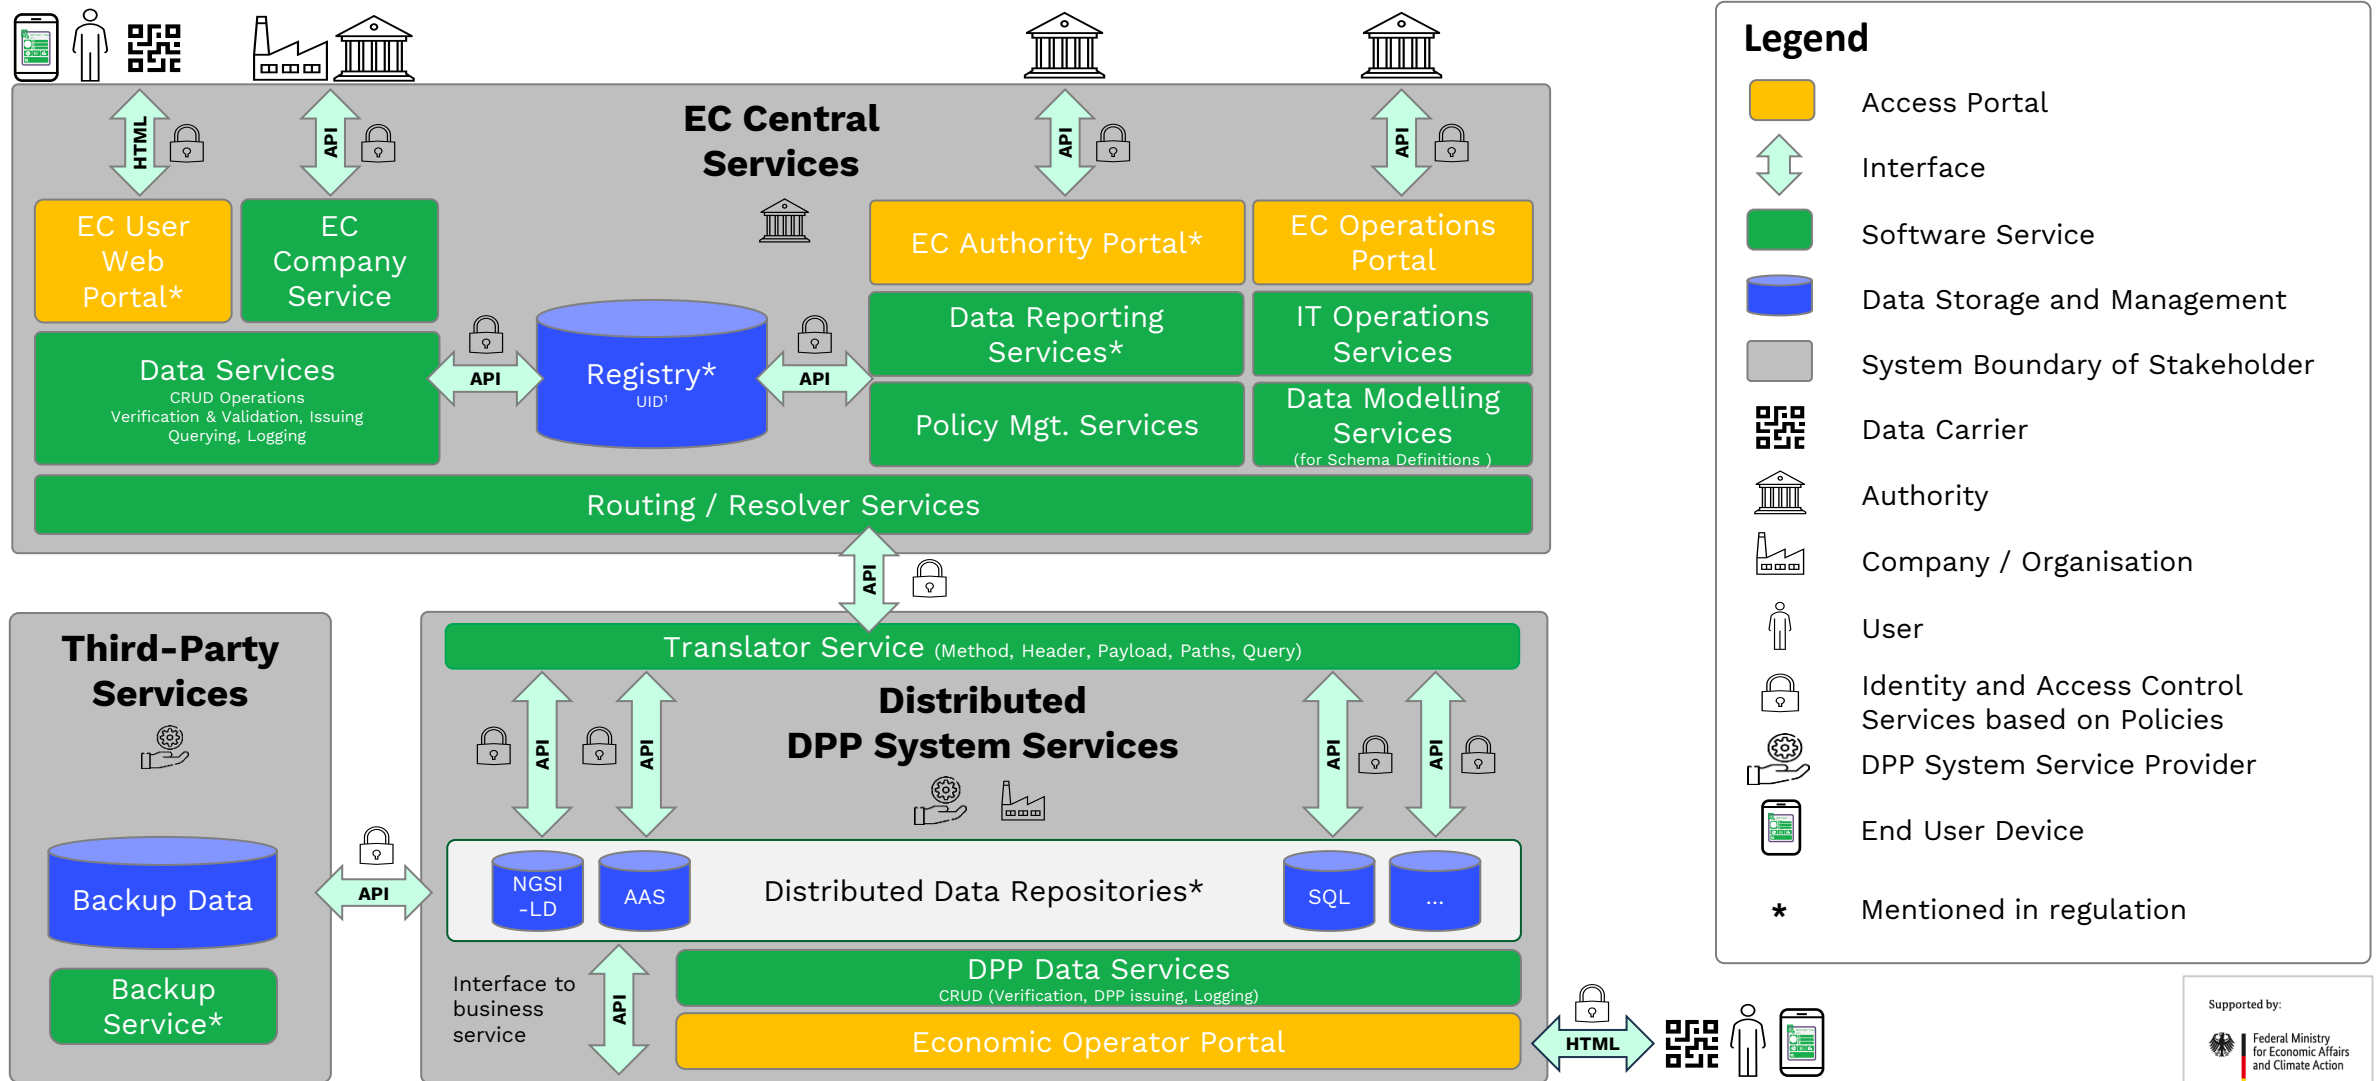 EC Central
Services
HTML
API
API
API
EC User
Web
Portal*
EC
Company
Service
EC Authority Portal*
EC Operations
Portal
Data Services
CRUD Operations
Verification & Validation, Issuing
Querying, Logging
API
Registry*
UID¹
API
Data Reporting
Services*
IT Operations
Services
Policy Mgt. Services
Data Modelling
Services
(for Schema Definitions )
Routing / Resolver Services
API
Third-Party
Services
Backup Data
Backup
Service*
API
Translator Service (Method, Header, Payload, Paths, Query)
Distributed
DPP System Services
API
API
API
API
NGSI
-LD
AAS
Distributed Data Repositories*
SQL
...
Interface to
business
service
API
DPP Data Services
CRUD (Verification, DPP issuing, Logging)
Economic Operator Portal
HTML
Legend
Access Portal
Interface
Software Service
Data Storage and Management
System Boundary of Stakeholder
Data Carrier
Authority
Company / Organisation
User
Identity and Access Control
Services based on Policies
DPP System Service Provider
End User Device
* Mentioned in regulation
Supported by:
Federal Ministry
for Economic Affairs
and Climate Action